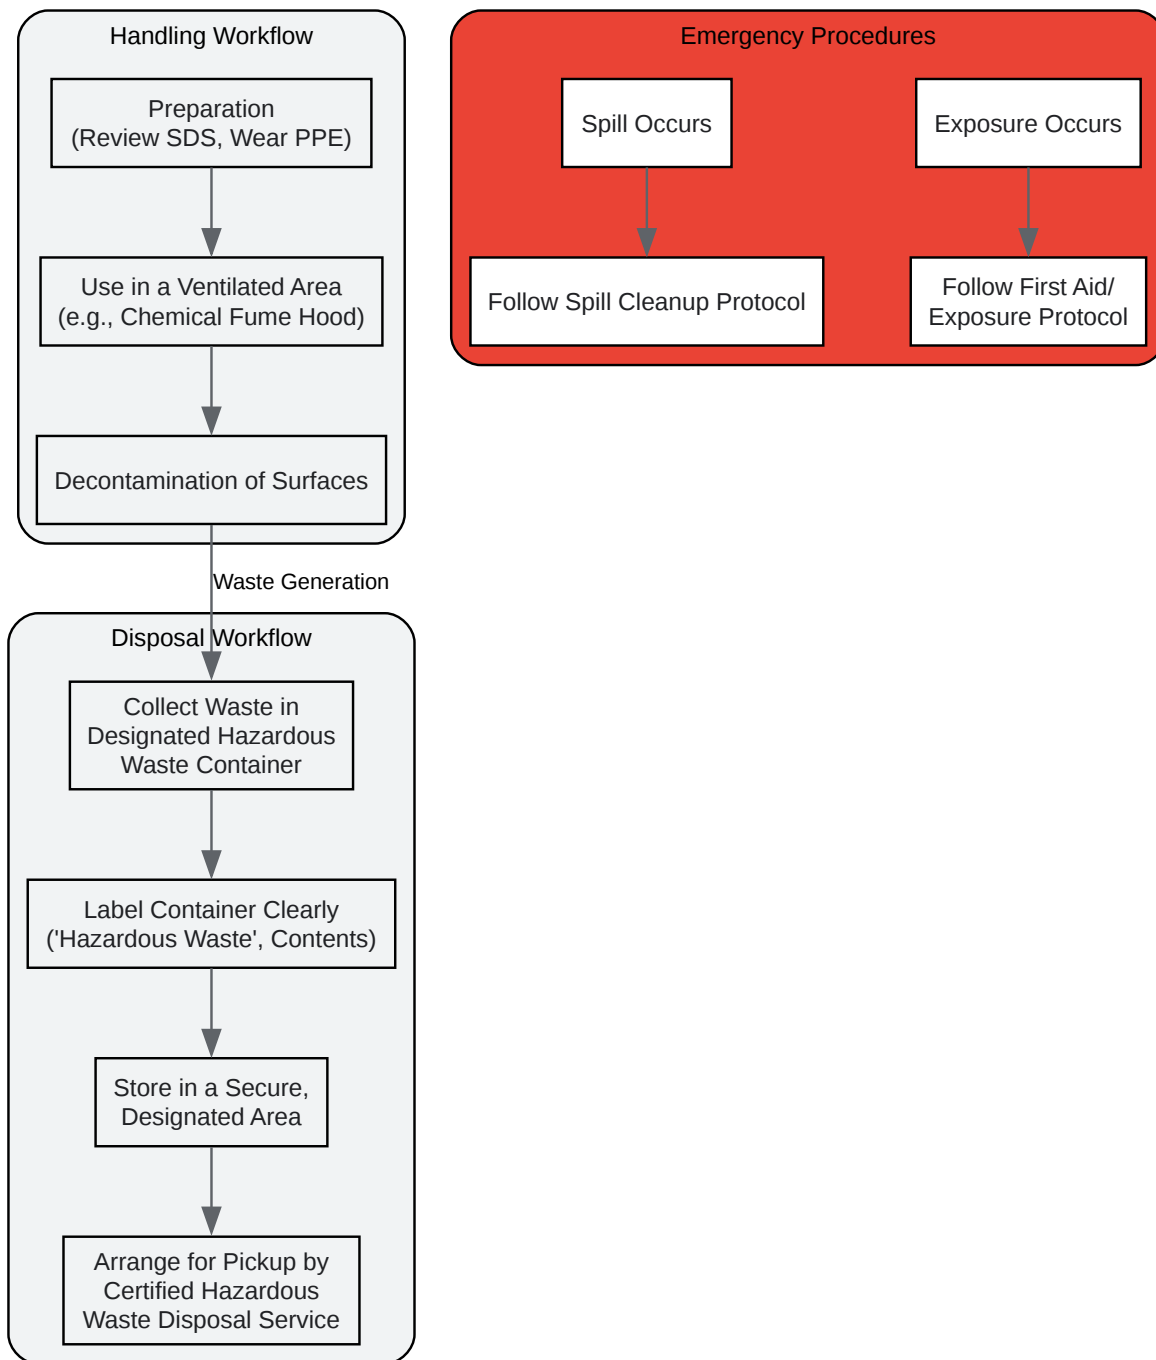 Handling Workflow
Preparation
(Review SDS, Wear PPE)
Use in a Ventilated Area
(e.g., Chemical Fume Hood)
Decontamination of Surfaces
Waste Generation
Disposal Workflow
Collect Waste in
Designated Hazardous
Waste Container
Label Container Clearly
('Hazardous Waste', Contents)
Store in a Secure,
Designated Area
Arrange for Pickup by
Certified Hazardous
Waste Disposal Service
Emergency Procedures
Spill Occurs
Follow Spill Cleanup Protocol
Exposure Occurs
Follow First Aid/
Exposure Protocol